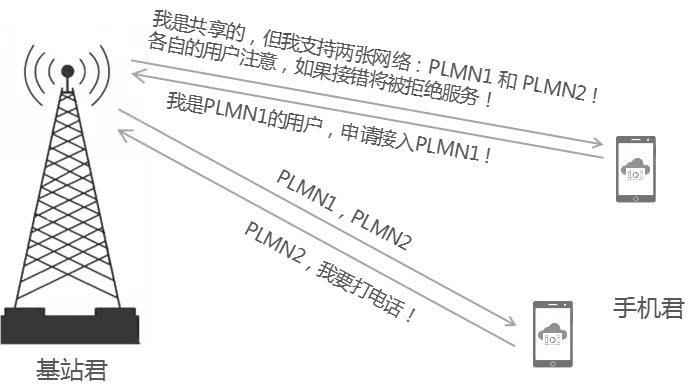 我是共享的，但我支持两张网络：PLMN1 和 PLMN2！
各自的用户注意，如果接错将被拒绝服务！
我是PLMN1的用户，申请接入PLMN1！
PLMN1，PLMN2
PLMN2，我要打电话！
手机君
基站君